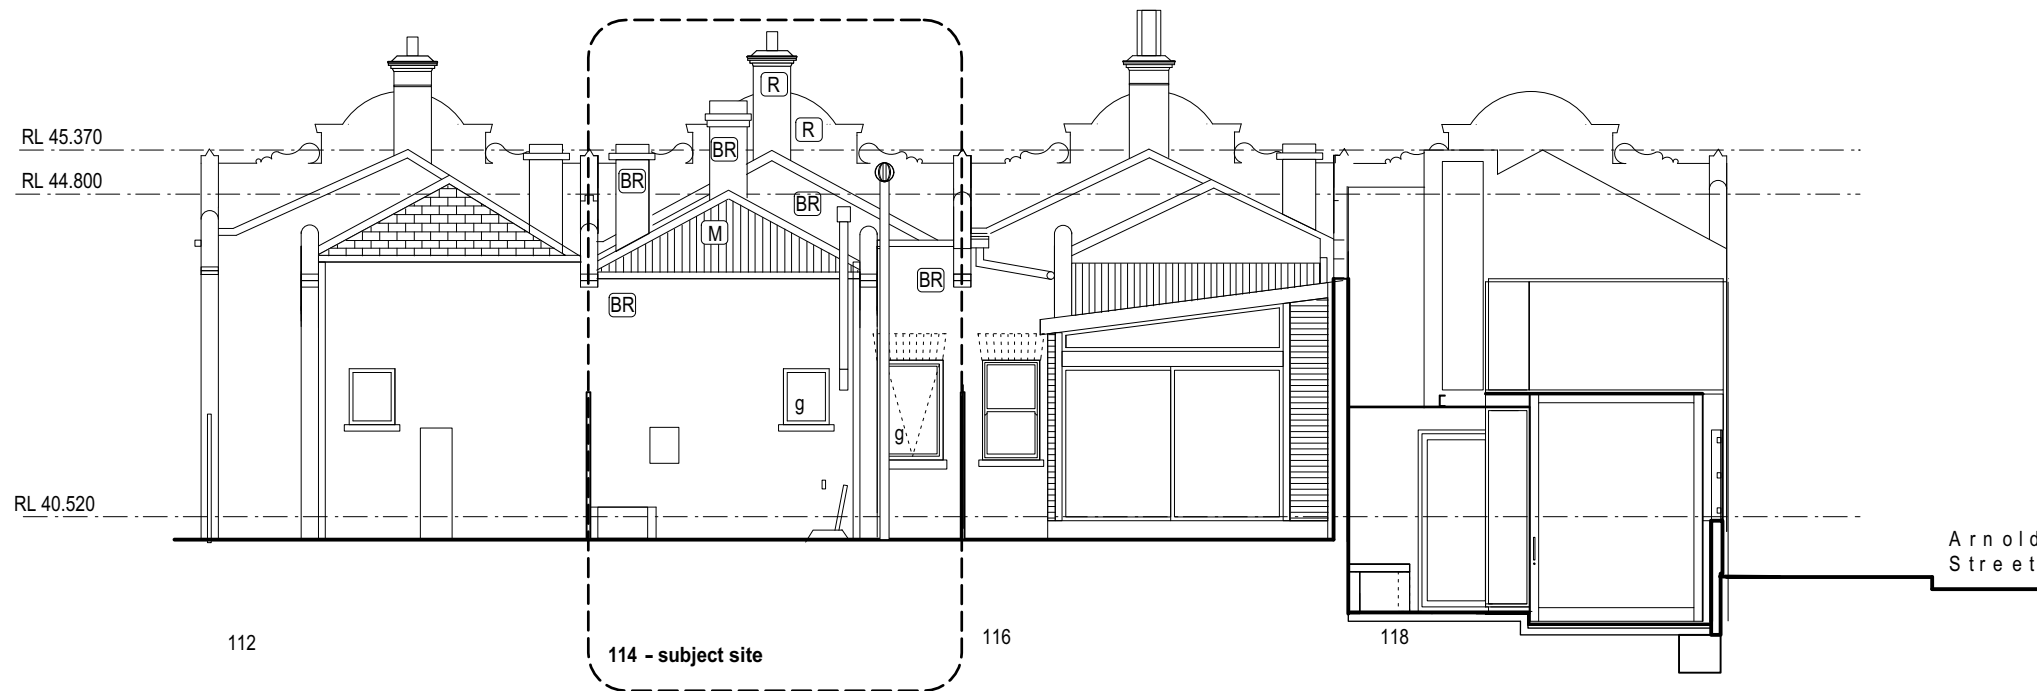 R
RL 45.370
R
BR
RL 44.800
BR
BR
M
BR
BR
g
g
RL 40.520
Arnold
Street
112
114 - subject site
116
118